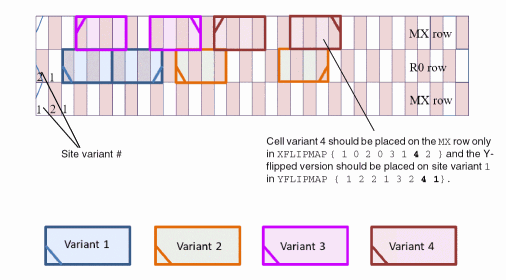 MX row
2 1
R0 row
1 2 1
MX row
Site variant #
Cell variant 4 should be placed on the MX row only
in XFLIPMAP { 1 0 2 0 3 1 4 2 } and the Y-
flipped version should be placed on site variant 1
in YFLIPMAP { 1 2 2 1 3 2 4 1}.
Variant 1
Variant 2
Variant 3
Variant 4